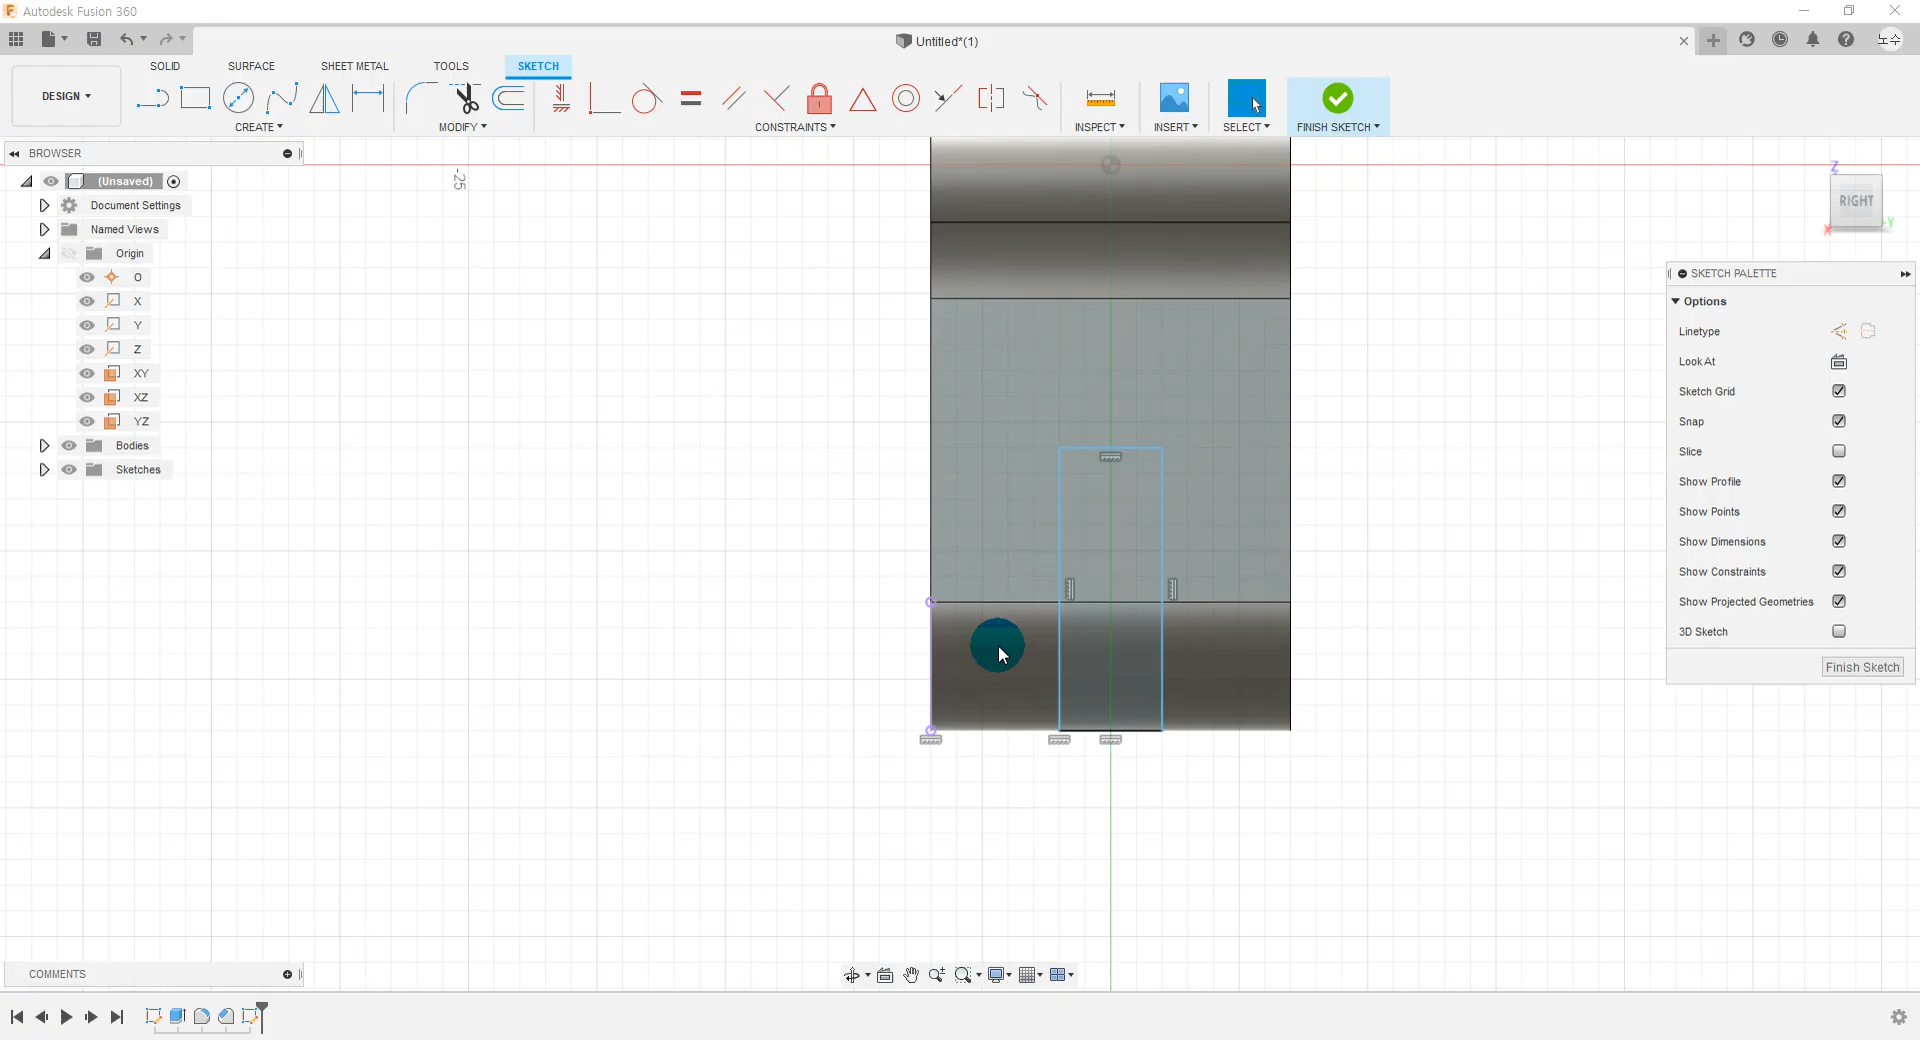 Autodesk Fusion 360
Untitled*(1)
노수
SOLID SURFACE SHEET METAL TOOLS SKETCH
DESIGN
CREATE MODIFY CONSTRAINTS INSPECT INSERT SELECT FINISH SKETCH
BROWSER
(Unsaved)
Document Settings
Named Views
Origin
O
X
Y
Z
XY
XZ
YZ
Bodies
Sketches
-25
Z
RIGHT
X
Y
SKETCH PALETTE
Options
Linetype
Look At
Sketch Grid
Snap
Slice
Show Profile
Show Points
Show Dimensions
Show Constraints
Show Projected Geometries
3D Sketch
Finish Sketch
COMMENTS